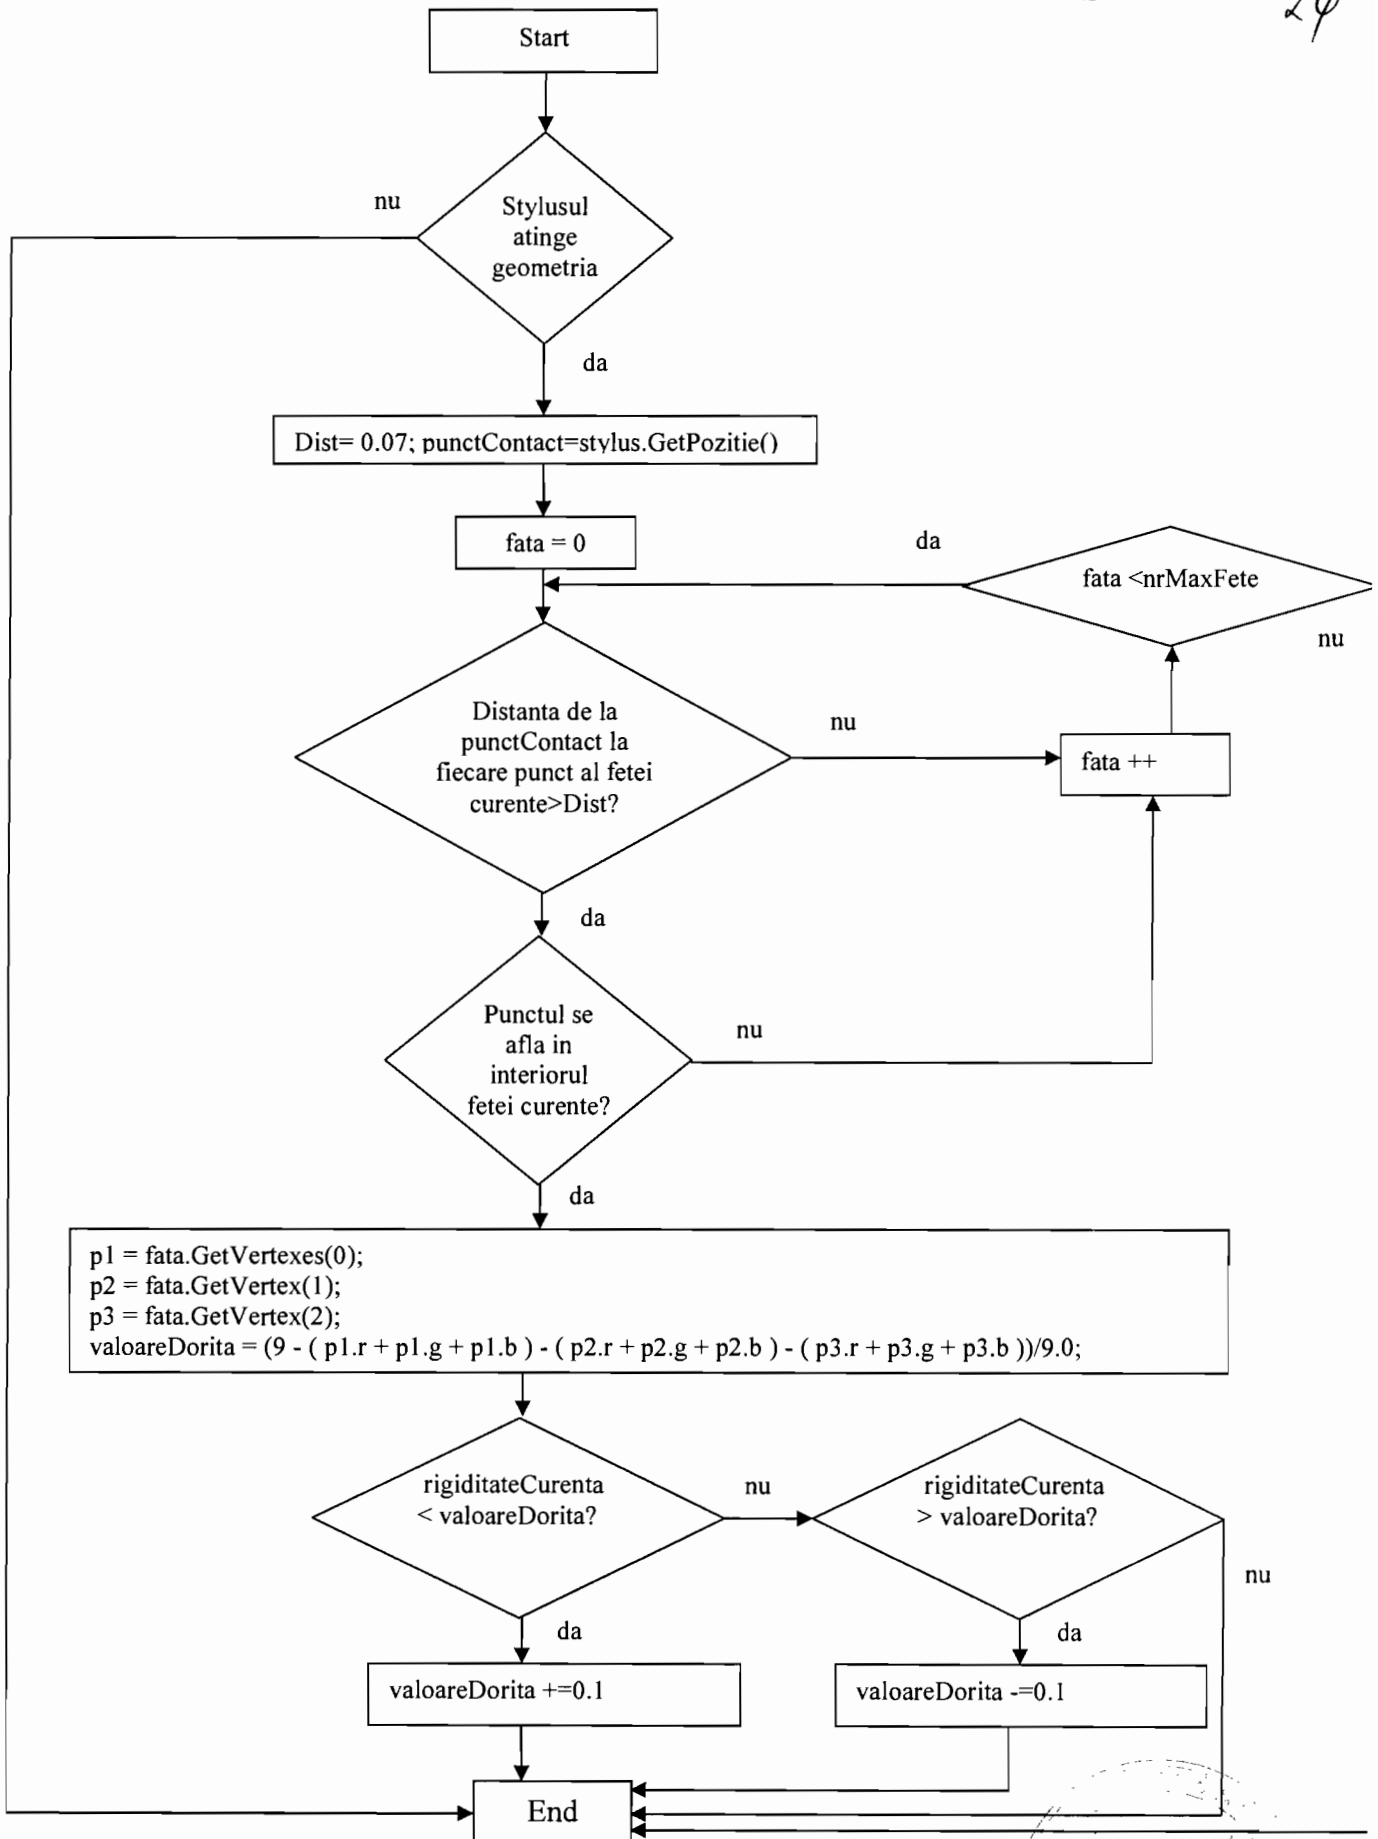 Start
nu
Stylusul
atinge
geometria
da
Dist= 0.07; punctContact=stylus.GetPozitie()
fata = 0
da
fata <nrMaxFete
nu
Distanta de la
punctContact la
fiecare punct al fetei
curente>Dist?
nu
fata ++
da
Punctul se
afla in
interiorul
fetei curente?
nu
da
p1 = fata.GetVertexes(0);
p2 = fata.GetVertex(1);
p3 = fata.GetVertex(2);
valoareDorita = (9 - ( p1.r + p1.g + p1.b ) - ( p2.r + p2.g + p2.b ) - ( p3.r + p3.g + p3.b ))/9.0;
rigiditateCurenta
< valoareDorita?
nu
rigiditateCurenta
> valoareDorita?
nu
da
da
valoareDorita +=0.1
valoareDorita -=0.1
End